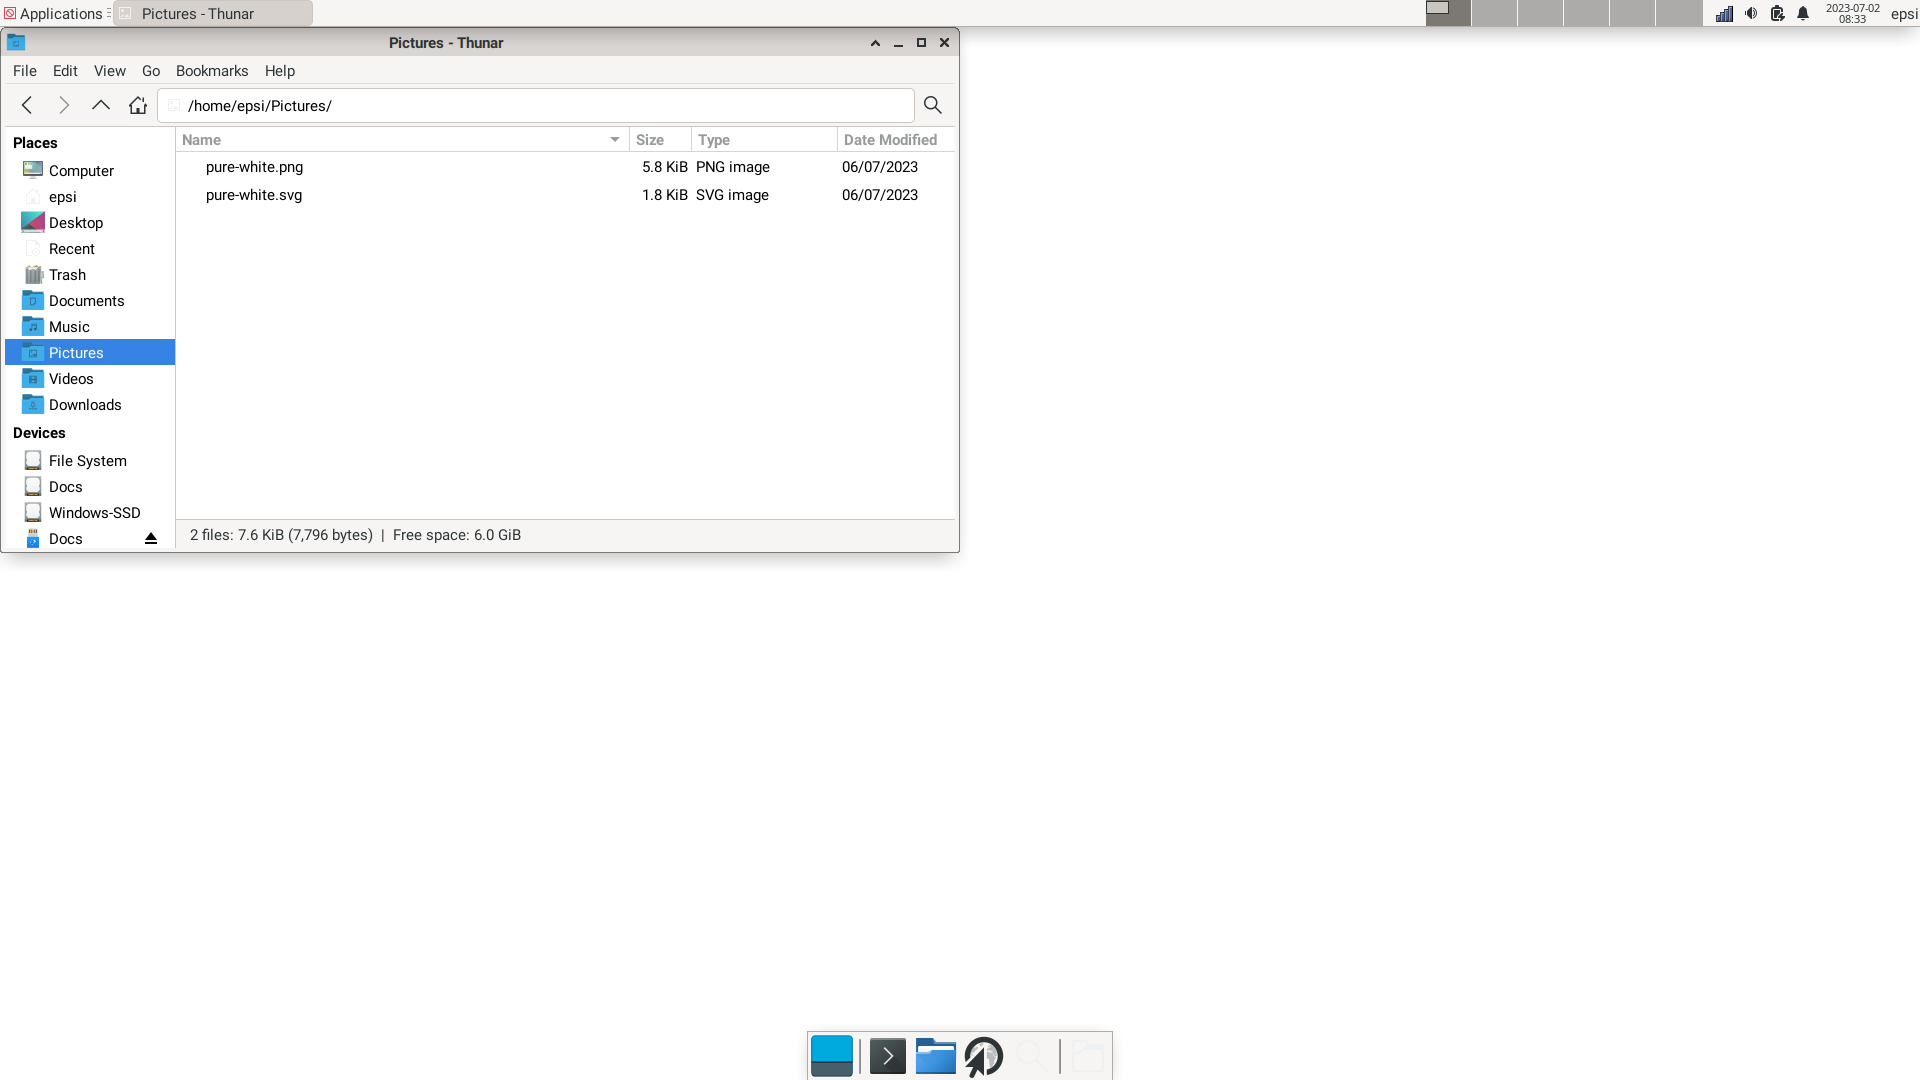 Applications
Pictures - Thunar
2023-07-02
08:33
epsi
Pictures - Thunar
File Edit View Go Bookmarks Help
/home/epsi/Pictures/
Places
Computer
epsi
Desktop
Recent
Trash
Documents
Music
Pictures
Videos
Downloads
Devices
File System
Docs
Windows-SSD
Docs
Name Size Type Date Modified
pure-white.png 5.8 KiB PNG image 06/07/2023
pure-white.svg 1.8 KiB SVG image 06/07/2023
2 files: 7.6 KiB (7,796 bytes) | Free space: 6.0 GiB